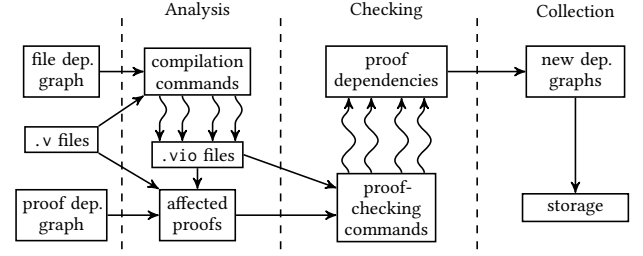 Analysis
Checking
Collection
file dep.
graph
compilation
commands
proof
dependencies
new dep.
graphs
.v files
.vio files
proof dep.
graph
affected
proofs
proof-
checking
commands
storage